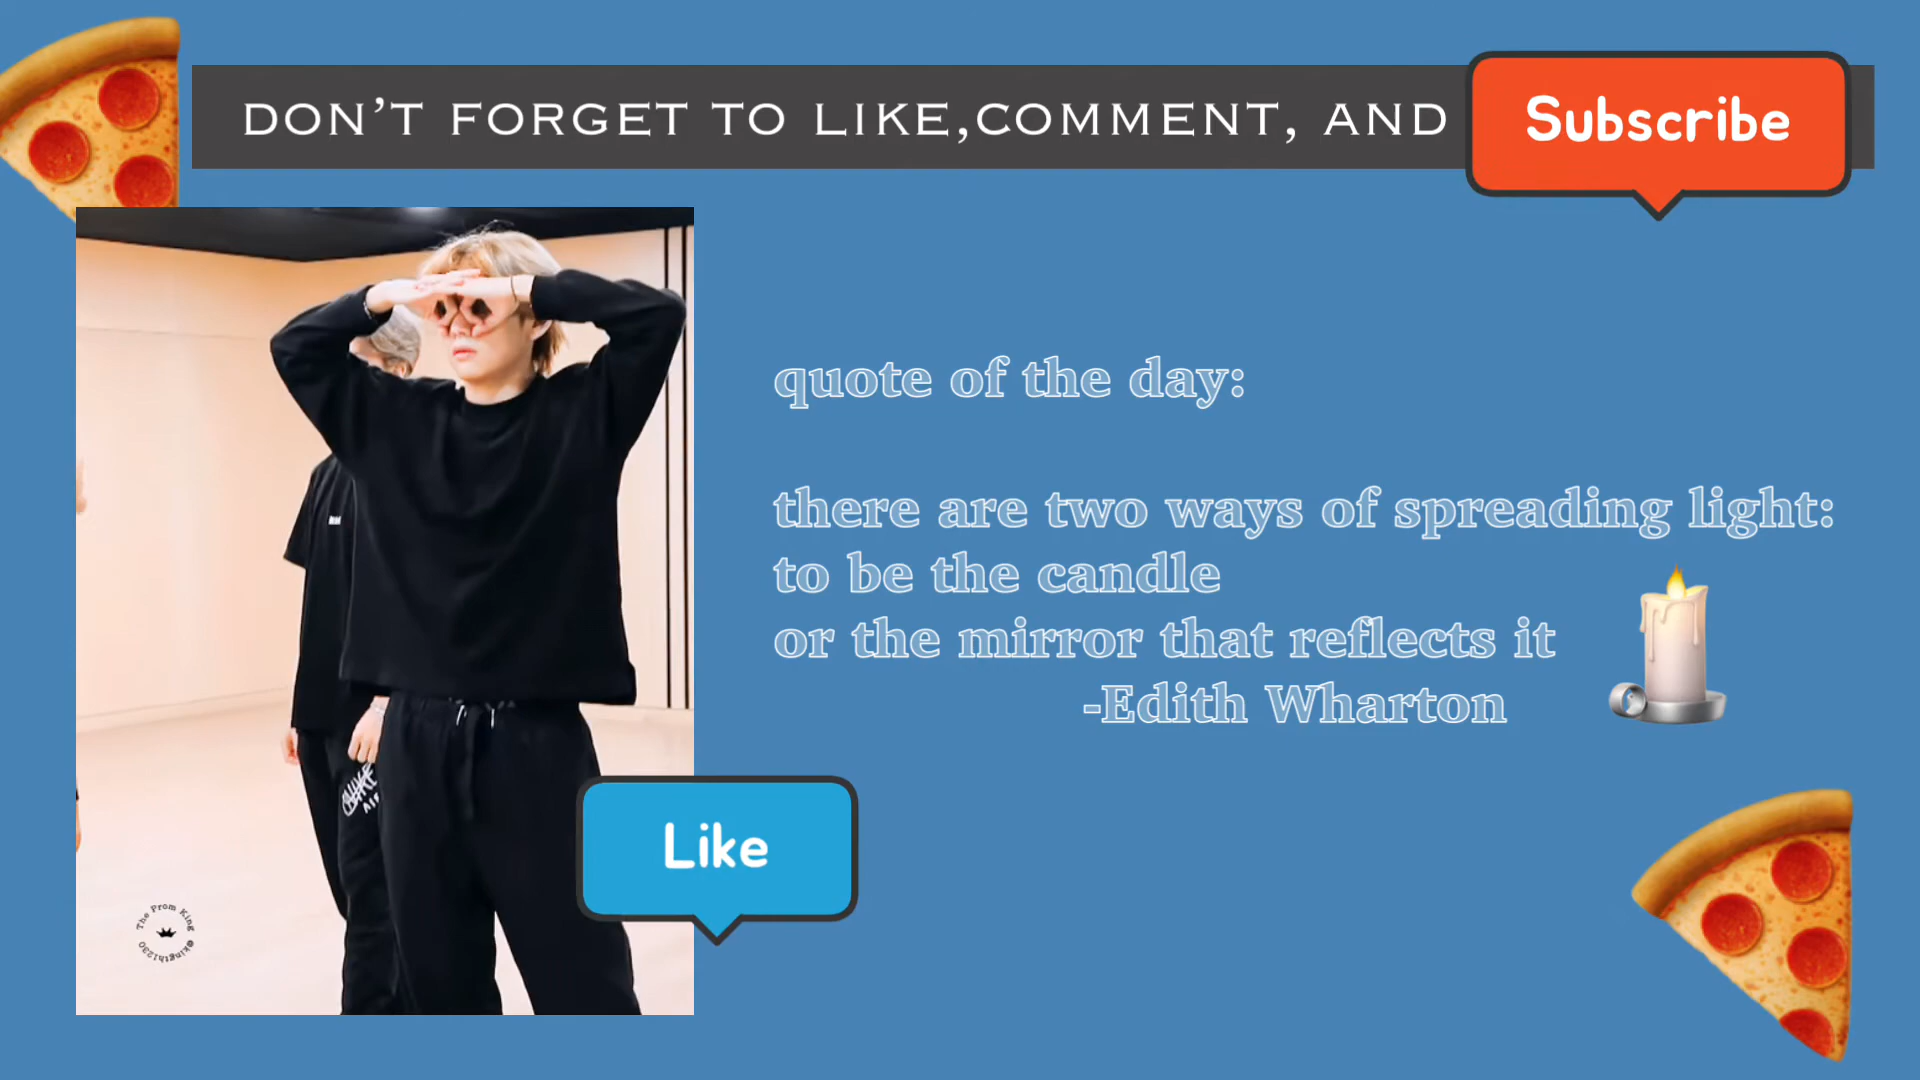 DON'T FORGET TO LIKE,COMMENT, AND Subscribe
quote of the day:
there are two ways of spreading light:
to be the candle
or the mirror that reflects it
-Edith Wharton
Like
The Prom King @kingth1230